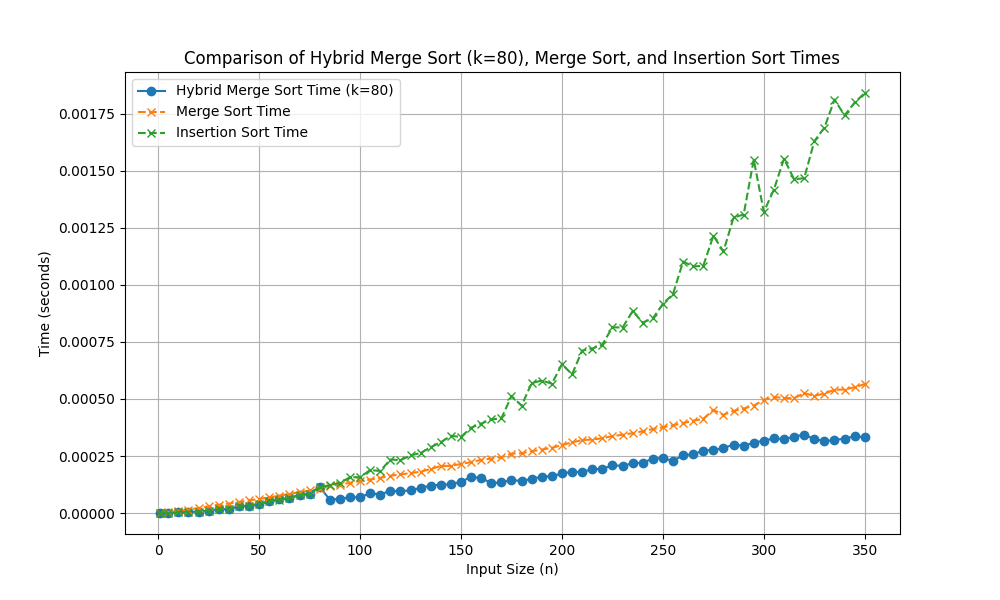 Comparison of Hybrid Merge Sort (k=80), Merge Sort, and Insertion Sort Times
Hybrid Merge Sort Time (k=80)
Merge Sort Time
Insertion Sort Time
Time (seconds)
0.00175
0.00150
0.00125
0.00100
0.00075
0.00050
0.00025
0.00000
0 50 100 150 200 250 300 350
Input Size (n)